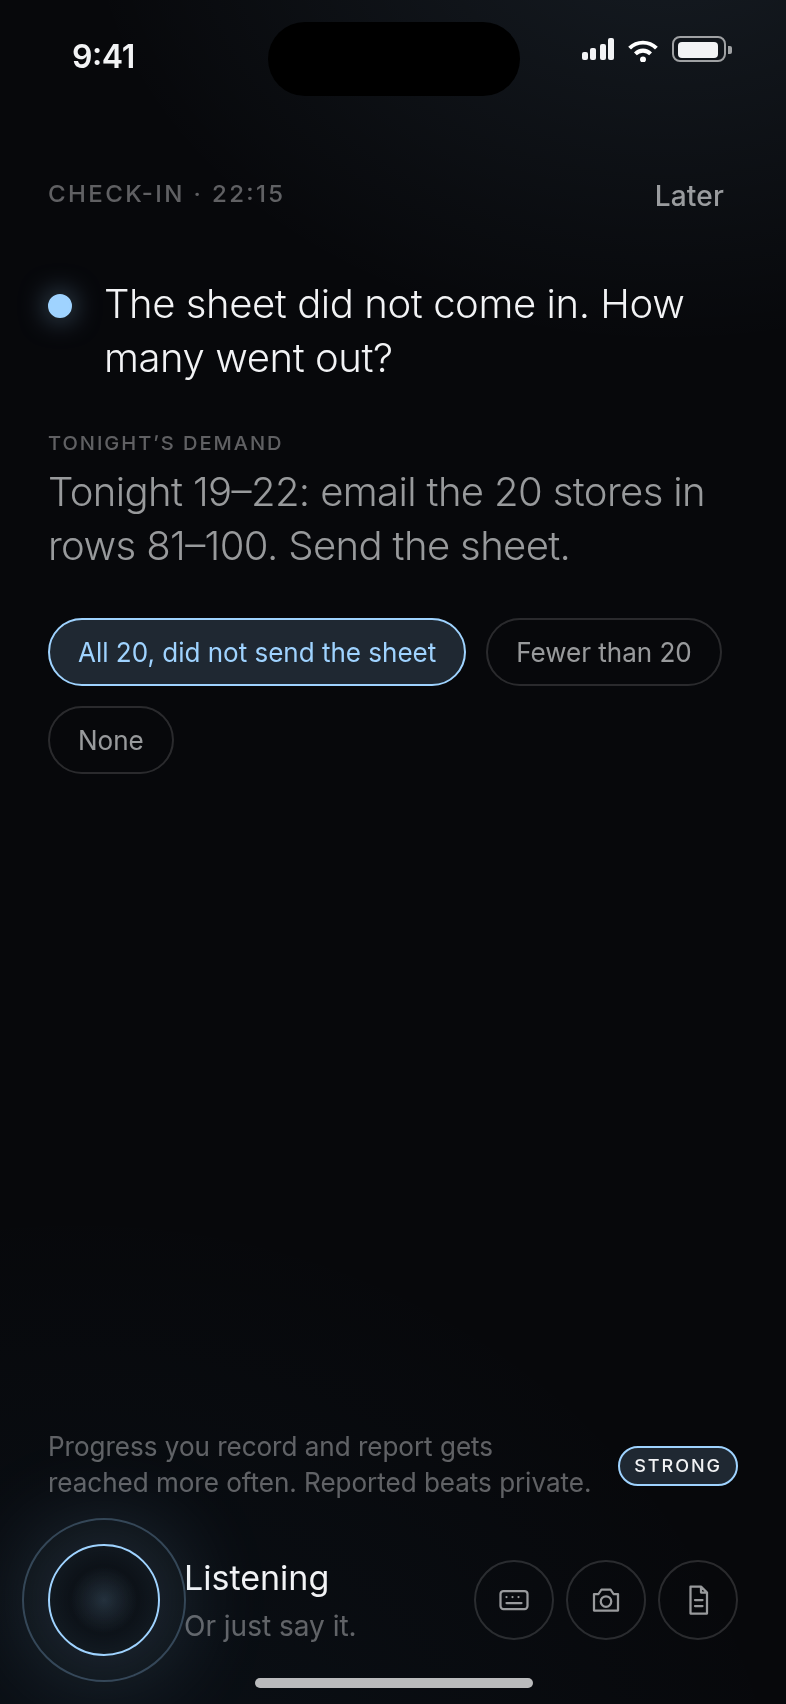 9:41
CHECK-IN · 22:15
Later
The sheet did not come in. How
many went out?
TONIGHT’S DEMAND
Tonight 19–22: email the 20 stores in
rows 81–100. Send the sheet.
All 20, did not send the sheet
Fewer than 20
None
Progress you record and report gets
reached more often. Reported beats private.
STRONG
Listening
Or just say it.